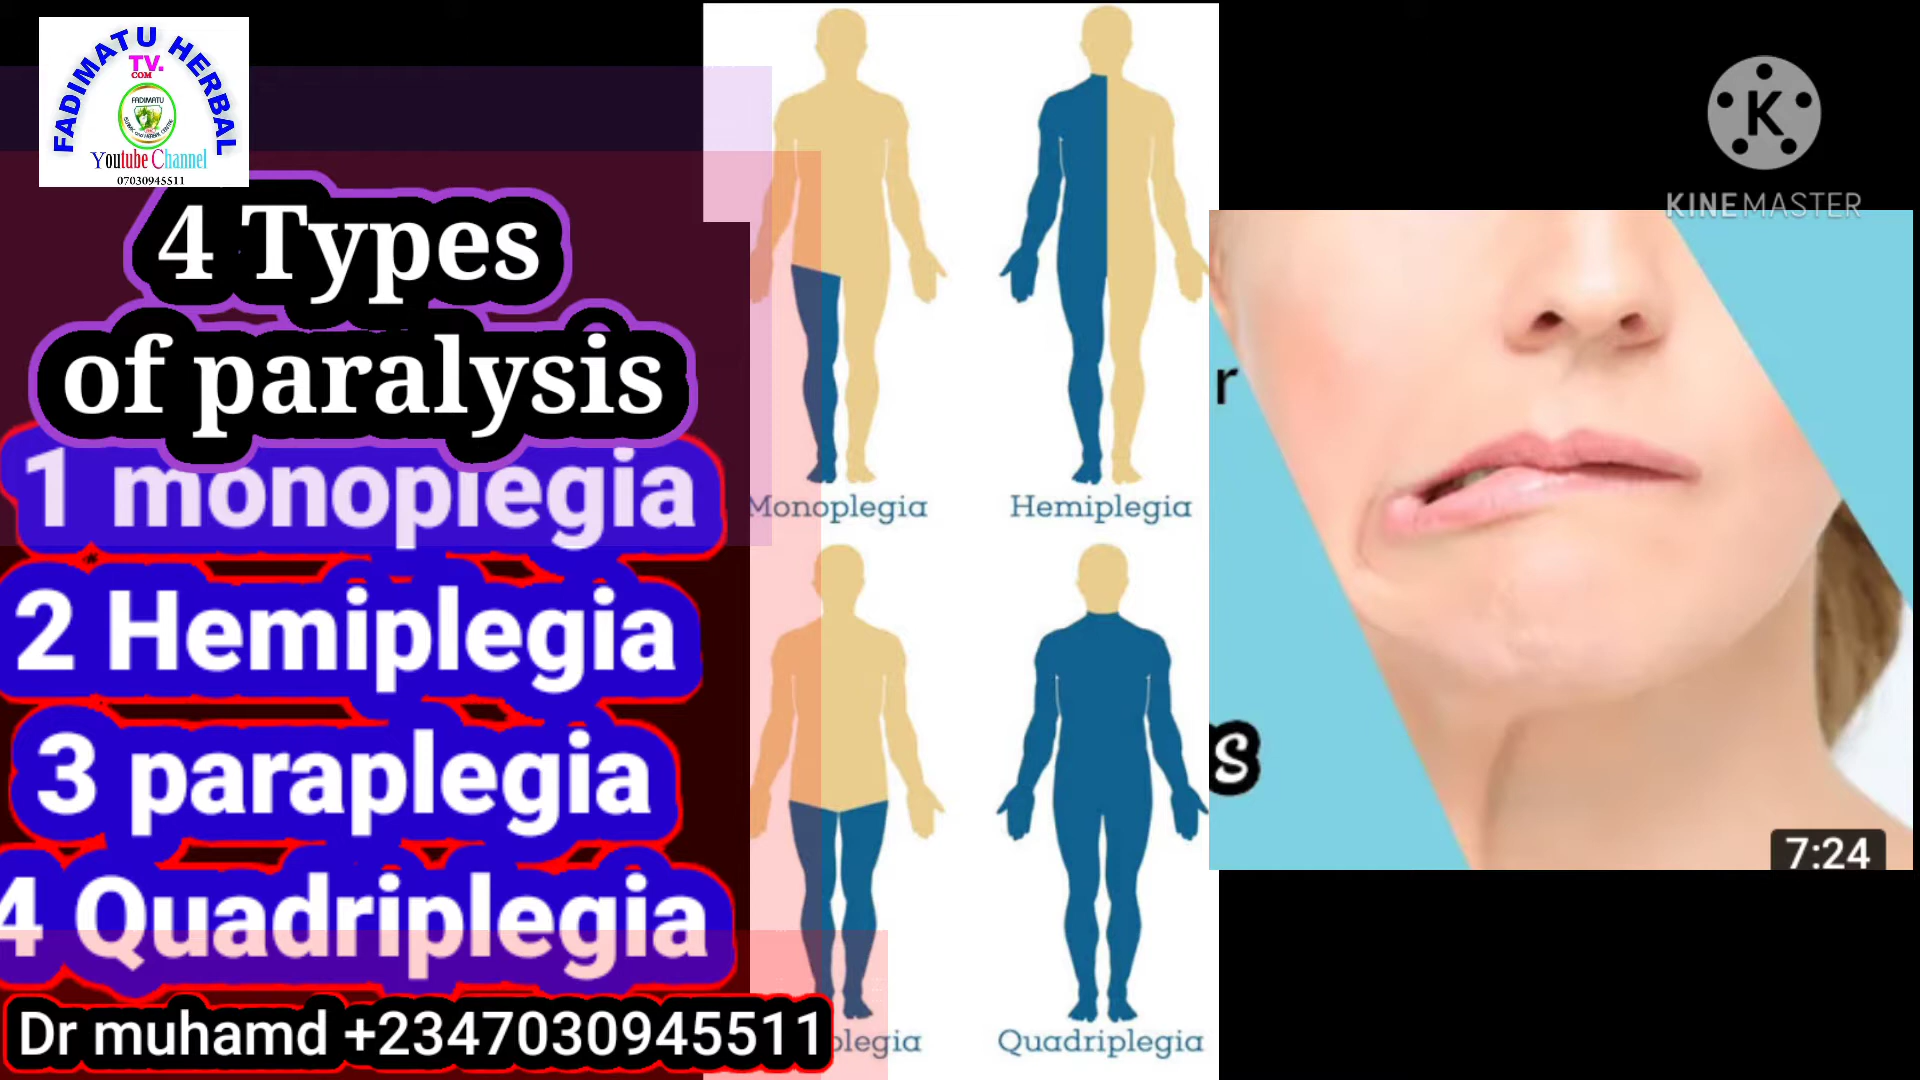 FADIMATU HERBAL
TV.
COM
FADIMATU
Youtube Channel
07030945511
4 Types
of paralysis
1 monoplegia
2 Hemiplegia
3 paraplegia
4 Quadriplegia
Dr muhamd +2347030945511
Monoplegia
Hemiplegia
plegia
Quadriplegia
K
KINEMASTER
r
s
7:24